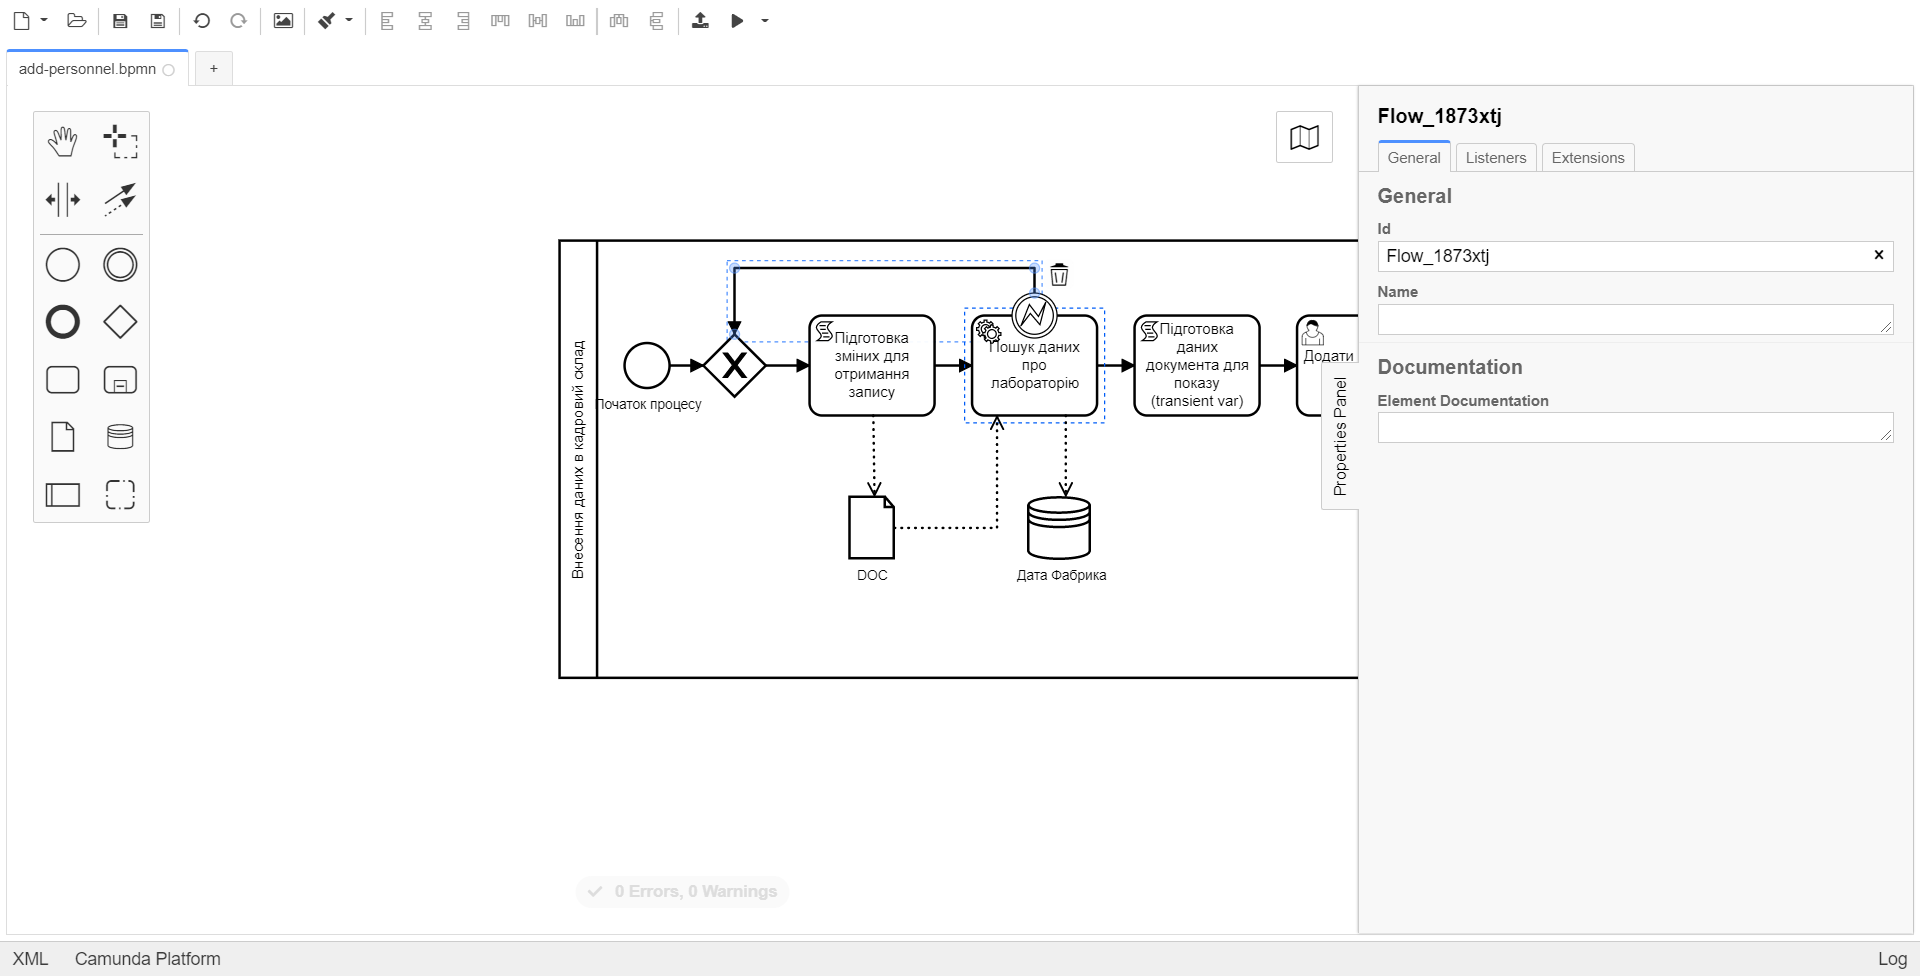 add-personnel.bpmn
+
Flow_1873xtj
General
Listeners
Extensions
General
Id
Flow_1873xtj
Name
Documentation
Element Documentation
Properties Panel
Внесення даних в кадровий склад
Початок процесу
Підготовка
зміних для
отримання
запису
Пошук даних
про
лабораторію
Підготовка
даних
документа для
показу
(transient var)
Додати
DOC
Дата Фабрика
0 Errors, 0 Warnings
XML
Camunda Platform
Log